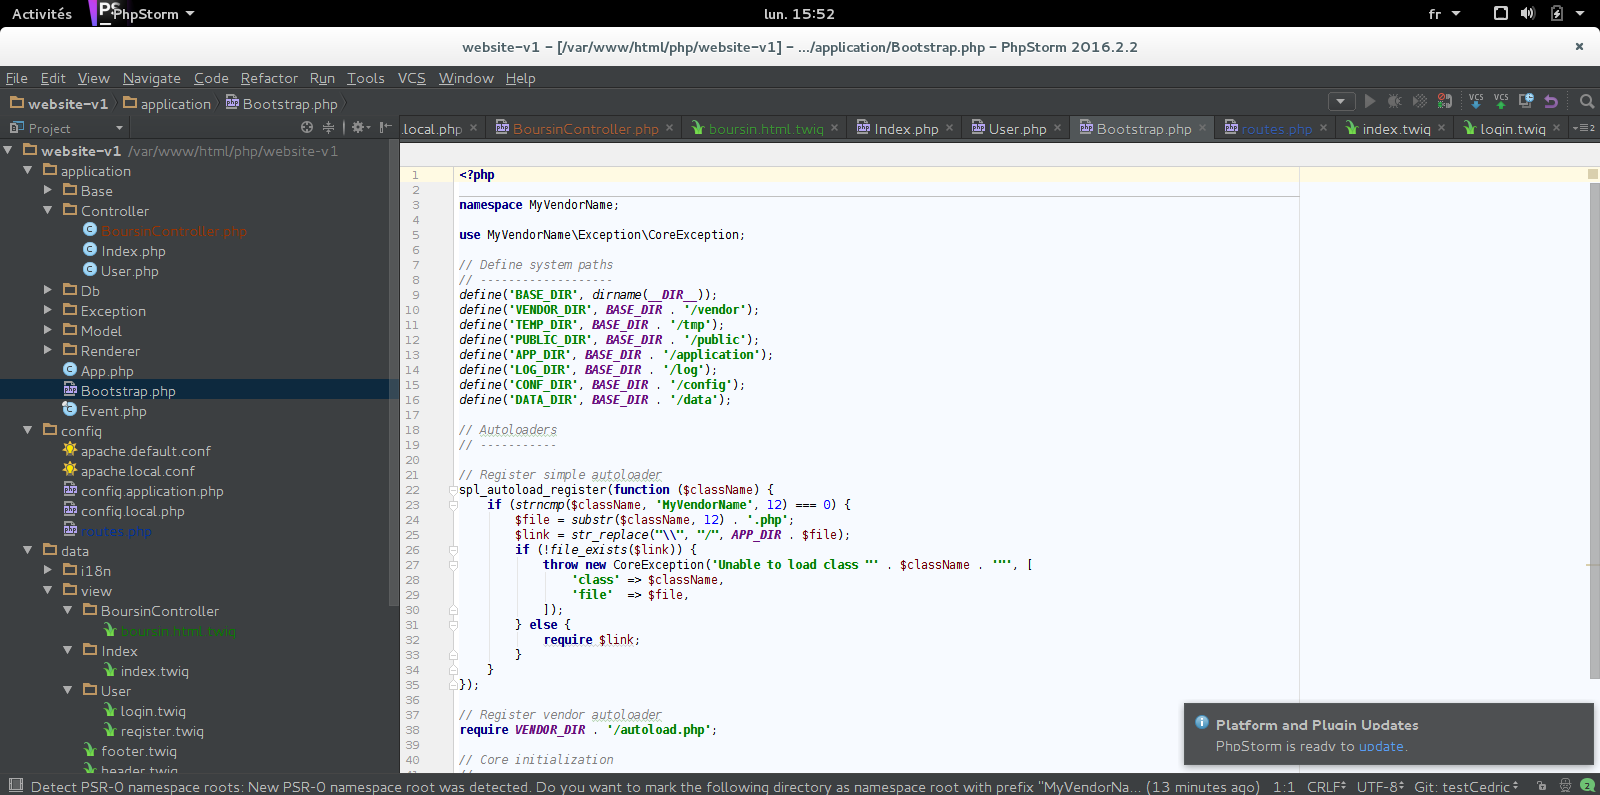 Activités PhpStorm lun. 15:52 fr
website-v1 – [/var/www/html/php/website-v1] – .../application/Bootstrap.php – PhpStorm 2016.2.2
File Edit View Navigate Code Refactor Run Tools VCS Window Help
website-v1 application Bootstrap.php VCS VCS
Project .local.php BoursinController.php boursin.html.twig Index.php User.php Bootstrap.php routes.php index.twig login.twig 2
website-v1 /var/www/html/php/website-v1
application
Base
Controller
BoursinController.php
Index.php
User.php
Db
Exception
Model
Renderer
App.php
Bootstrap.php
Event.php
config
apache.default.conf
apache.local.conf
config.application.php
config.local.php
routes.php
data
i18n
view
BoursinController
boursin.html.twig
Index
index.twig
User
login.twig
register.twig
footer.twig
header.twig
1 <?php
2
3 namespace MyVendorName;
4
5 use MyVendorName\Exception\CoreException;
6
7 // Define system paths
8 // -------------------
9 define('BASE_DIR', dirname(__DIR__));
10 define('VENDOR_DIR', BASE_DIR . '/vendor');
11 define('TEMP_DIR', BASE_DIR . '/tmp');
12 define('PUBLIC_DIR', BASE_DIR . '/public');
13 define('APP_DIR', BASE_DIR . '/application');
14 define('LOG_DIR', BASE_DIR . '/log');
15 define('CONF_DIR', BASE_DIR . '/config');
16 define('DATA_DIR', BASE_DIR . '/data');
17
18 // Autoloaders
19 // -----------
20
21 // Register simple autoloader
22 spl_autoload_register(function ($className) {
23 if (strncmp($className, 'MyVendorName', 12) === 0) {
24 $file = substr($className, 12) . '.php';
25 $link = str_replace("\\", "/", APP_DIR . $file);
26 if (!file_exists($link)) {
27 throw new CoreException('Unable to load class "' . $className . '"', [
28 'class' => $className,
29 'file' => $file,
30 ]);
31 } else {
32 require $link;
33 }
34 }
35 });
36
37 // Register vendor autoloader
38 require VENDOR_DIR . '/autoload.php';
39
40 // Core initialization
Platform and Plugin Updates
PhpStorm is ready to update.
Detect PSR-0 namespace roots: New PSR-0 namespace root was detected. Do you want to mark the following directory as namespace root with prefix "MyVendorNa... (13 minutes ago) 1:1 CRLF UTF-8 Git: testCedric 2